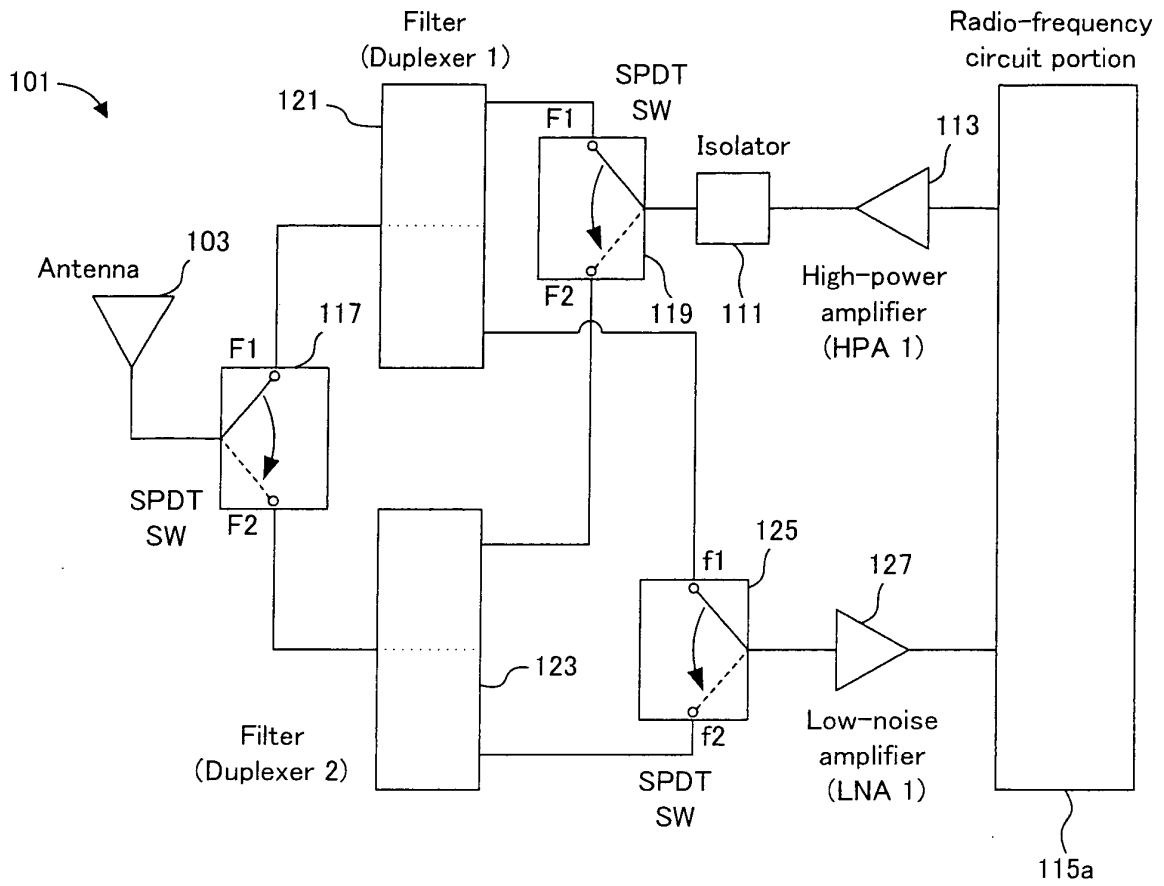 Filter
(Duplexer 1)
Radio-frequency
circuit portion
101
121
SPDT
SW
F1
113
Isolator
Antenna
103
F2
119
111
High-power
amplifier
(HPA 1)
117
F1
SPDT
SW
F2
125
f1
127
123
Filter
(Duplexer 2)
f2
SPDT
SW
Low-noise
amplifier
(LNA 1)
115a